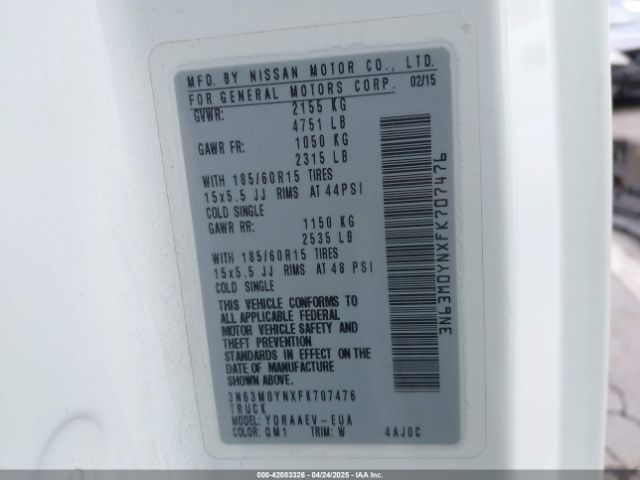 MFD. BY NISSAN MOTOR CO., LTD.
FOR GENERAL MOTORS CORP. 02/15
GVWR: 2155 KG
4751 LB
GAWR FR: 1050 KG
2315 LB
WITH 185/60R15 TIRES
15x5.5 JJ RIMS AT 44PSI
COLD SINGLE
GAWR RR: 1150 KG
2535 LB
WITH 185/60R15 TIRES
15x5.5 JJ RIMS AT 48 PSI
COLD SINGLE
THIS VEHICLE CONFORMS TO
ALL APPLICABLE FEDERAL
MOTOR VEHICLE SAFETY AND
THEFT PREVENTION
STANDARDS IN EFFECT ON THE
DATE OF MANUFACTURE
SHOWN ABOVE.
3N63M0YNXFK707476
TRUCK
MODEL: YDRAAEV-EUA
COLOR: QM1 TRIM: W 4AJ0C
3N63M0YNXFK707476
000-42083326 - 04/24/2025 - IAAI.COM